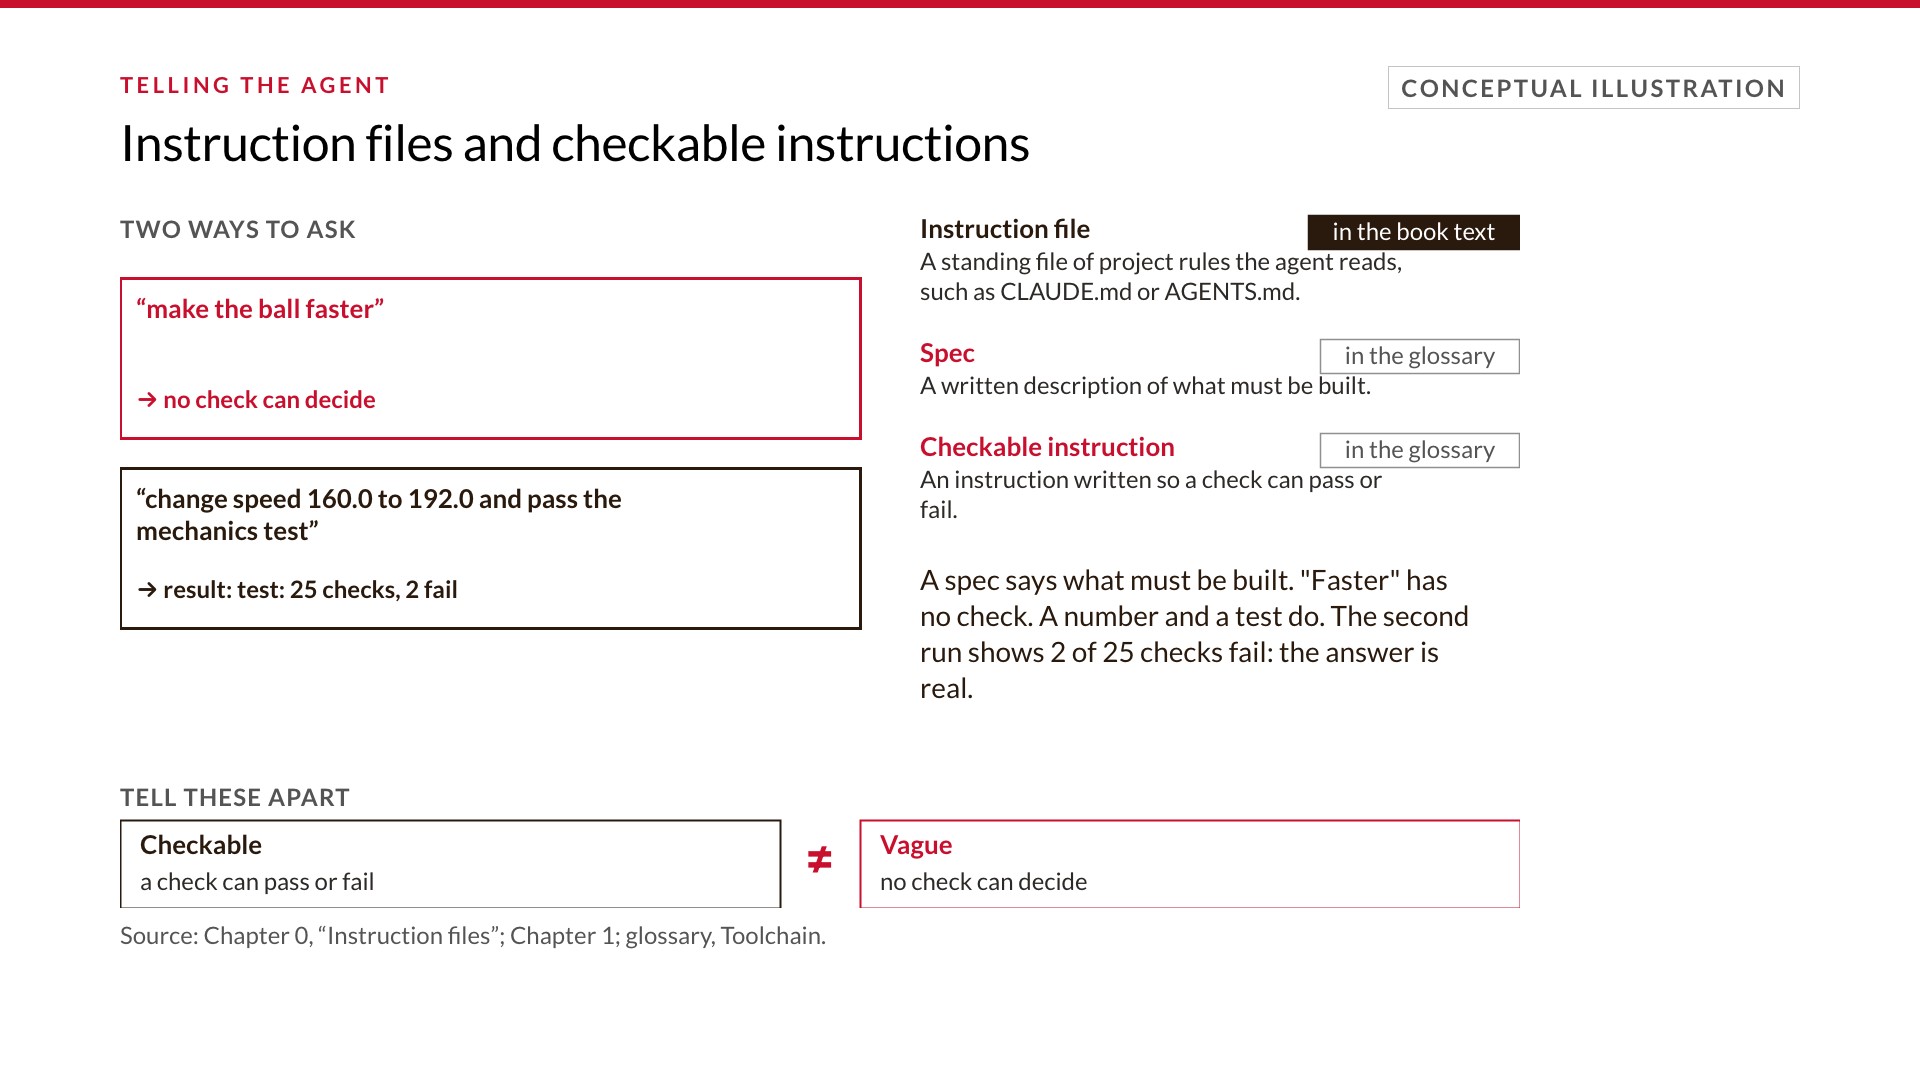 TELLING THE AGENT
CONCEPTUAL ILLUSTRATION
Instruction files and checkable instructions
TWO WAYS TO ASK
“make the ball faster”
→ no check can decide
“change speed 160.0 to 192.0 and pass the
mechanics test”
→ result: test: 25 checks, 2 fail
Instruction file
in the book text
A standing file of project rules the agent reads,
such as CLAUDE.md or AGENTS.md.
Spec
in the glossary
A written description of what must be built.
Checkable instruction
in the glossary
An instruction written so a check can pass or
fail.
A spec says what must be built. "Faster" has
no check. A number and a test do. The second
run shows 2 of 25 checks fail: the answer is
real.
TELL THESE APART
Checkable
a check can pass or fail
≠
Vague
no check can decide
Source: Chapter 0, “Instruction files”; Chapter 1; glossary, Toolchain.